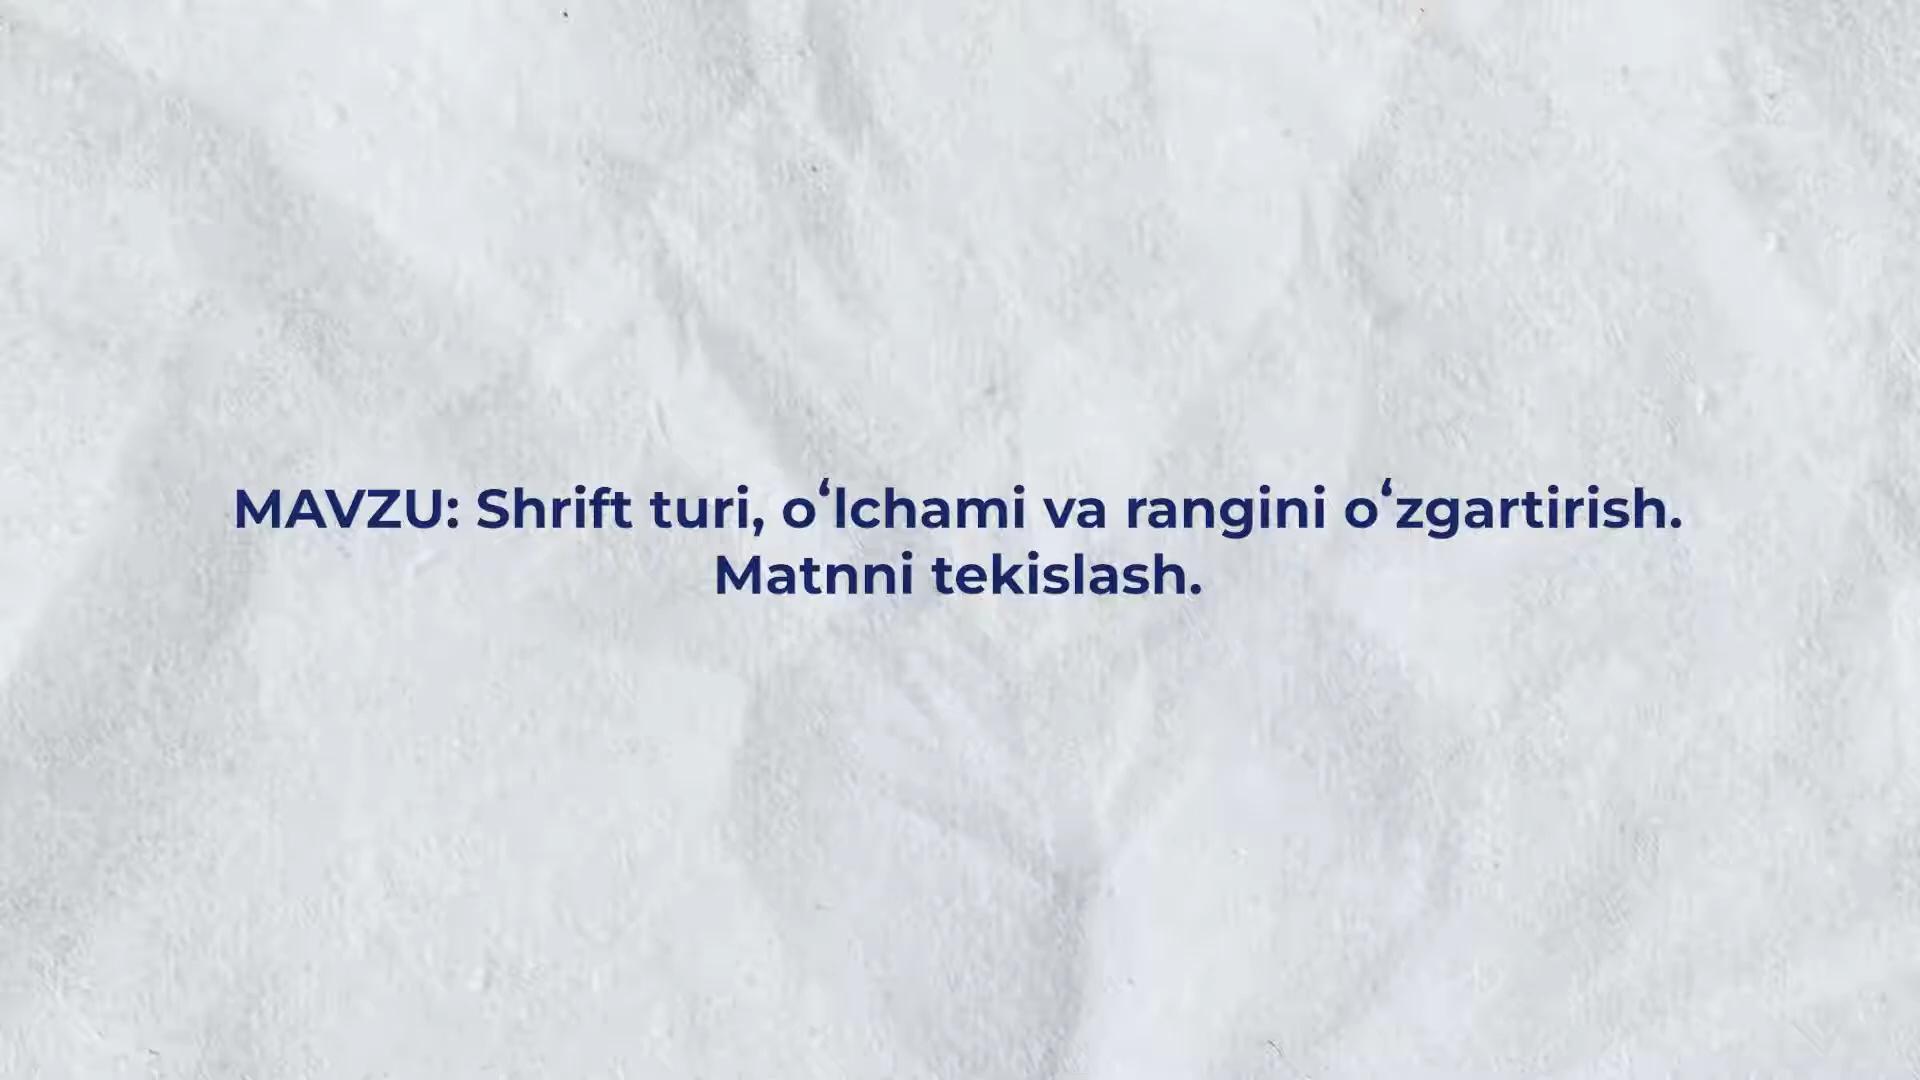 MAVZU: Shrift turi, oʻlchami va rangini oʻzgartirish.
Matnni tekislash.